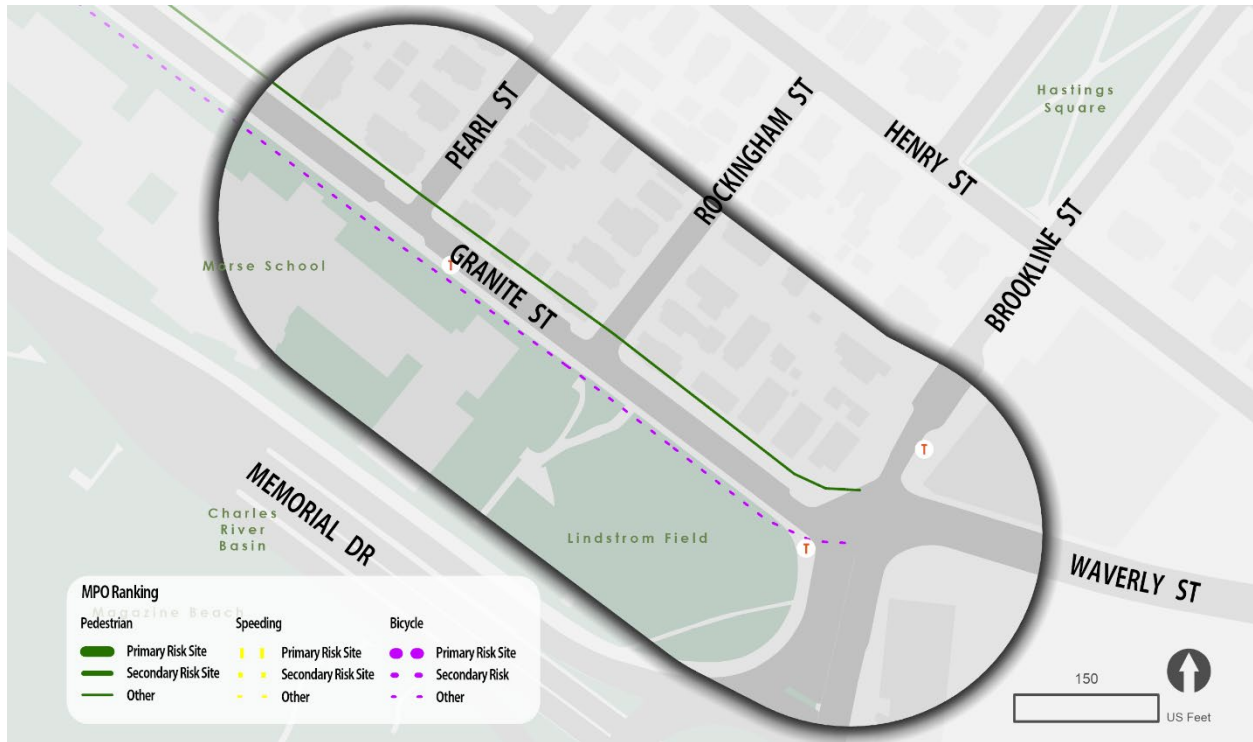 PEARL ST
ROCKINGHAM ST
HENRY ST
Hastings
Square
BROOKLINE ST
Morse School
T
GRANITE ST
T
MEMORIAL DR
Charles
River
Basin
Lindstrom Field
T
WAVERLY ST
Magazine Beach
MPO Ranking
Pedestrian
Primary Risk Site
Secondary Risk Site
Other
Speeding
Primary Risk Site
Secondary Risk Site
Other
Bicycle
Primary Risk Site
Secondary Risk
Other
150
US Feet